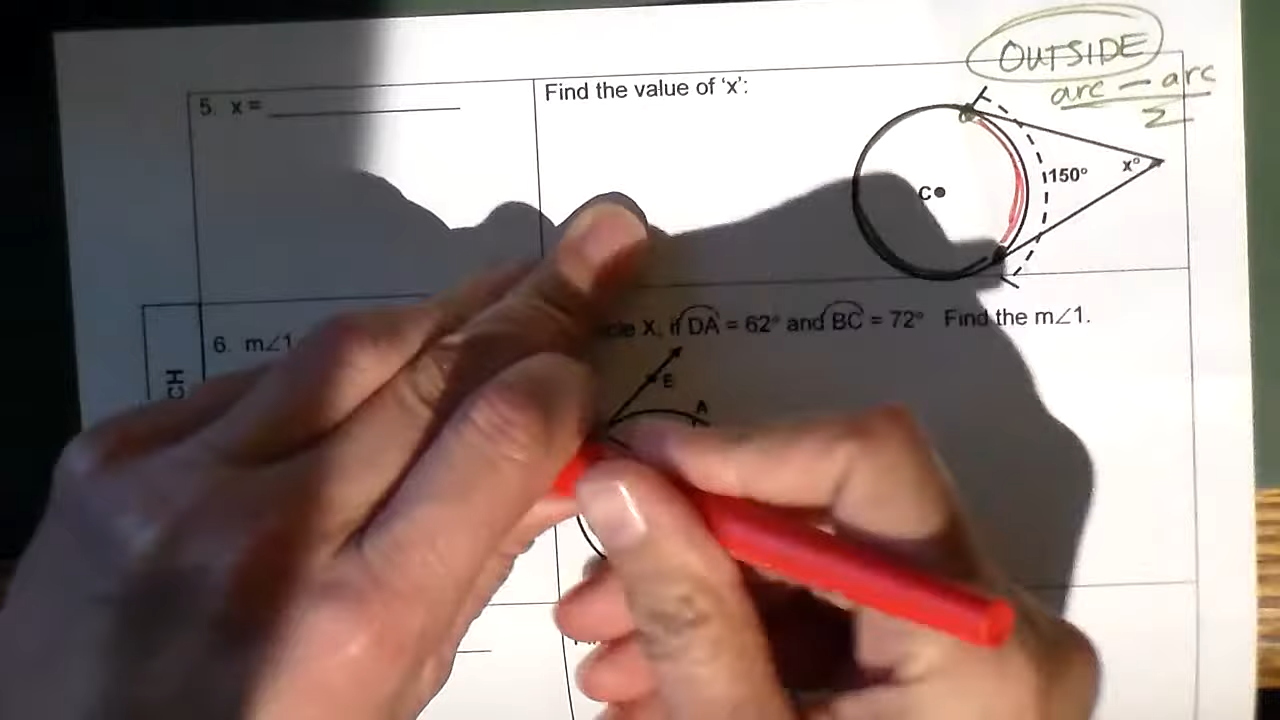 OUTSIDE
arc - arc
2
5. x =
Find the value of 'x':
150°
x°
C
6. m∠1
X, if DA = 62° and BC = 72° Find the m∠1.
CH
E
A